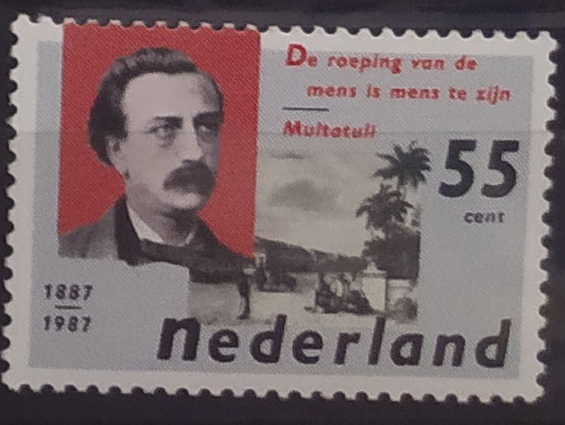 De roeping van de
mens is mens te zijn
Multatuli
55
cent
1887
1987
nederland